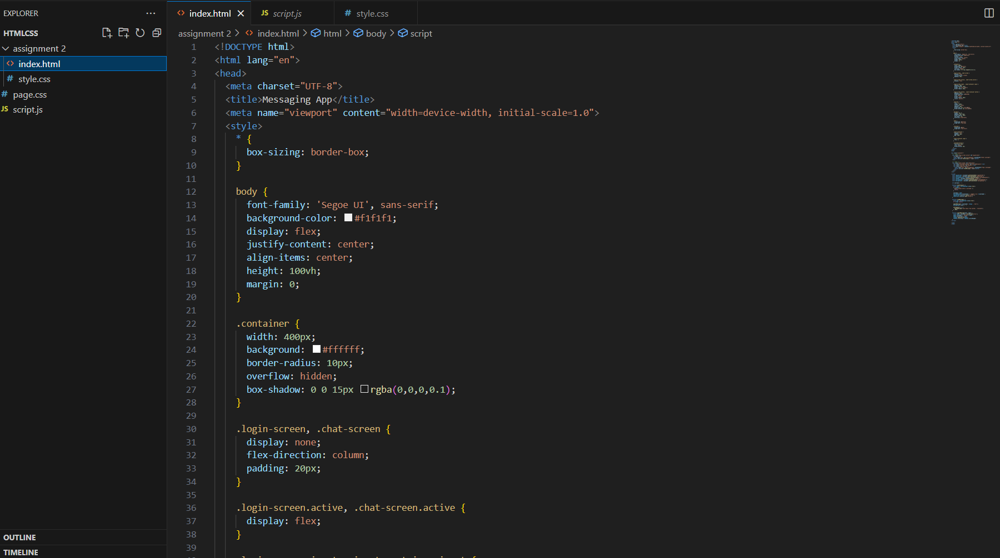 EXPLORER
HTMLCSS
assignment 2
index.html
style.css
page.css
JS script.js
OUTLINE
TIMELINE
index.html
JS script.js
style.css
assignment 2 > index.html > html > body > script
1 <!DOCTYPE html>
2 <html lang="en">
3 <head>
4 <meta charset="UTF-8">
5 <title>Messaging App</title>
6 <meta name="viewport" content="width=device-width, initial-scale=1.0">
7 <style>
8 * {
9 box-sizing: border-box;
10 }
11
12 body {
13 font-family: 'Segoe UI', sans-serif;
14 background-color: #f1f1f1;
15 display: flex;
16 justify-content: center;
17 align-items: center;
18 height: 100vh;
19 margin: 0;
20 }
21
22 .container {
23 width: 400px;
24 background: #ffffff;
25 border-radius: 10px;
26 overflow: hidden;
27 box-shadow: 0 0 15px rgba(0,0,0,0.1);
28 }
29
30 .login-screen, .chat-screen {
31 display: none;
32 flex-direction: column;
33 padding: 20px;
34 }
35
36 .login-screen.active, .chat-screen.active {
37 display: flex;
38 }
39